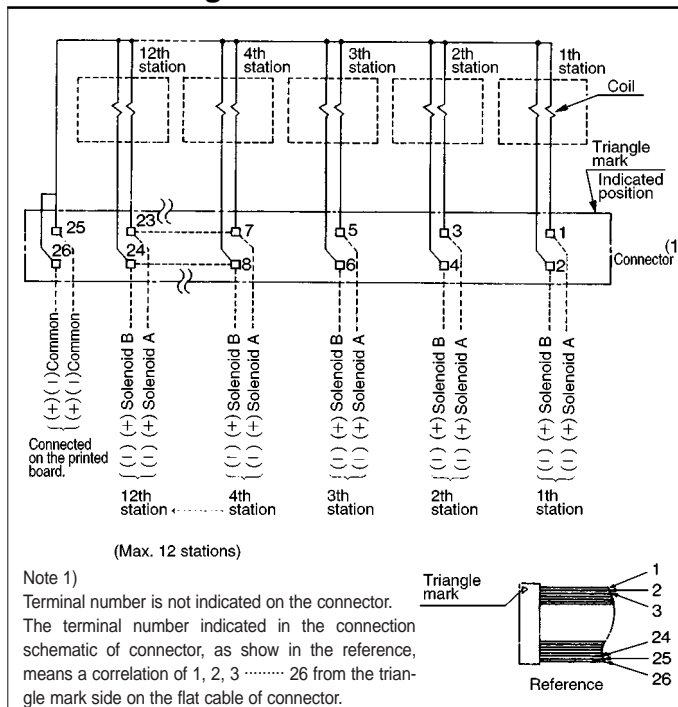 12th station
4th station
3th station
2th station
1th station
Coil
Triangle mark
Indicated position
25 23 7 5 3 1
26 24 8 6 4 2
Connector (1
(+) (−) Common
(+) (−) Common
(−) (+) Solenoid B
(−) (+) Solenoid A
(−) (+) Solenoid B
(−) (+) Solenoid A
(−) (+) Solenoid B
(−) (+) Solenoid A
(−) (+) Solenoid B
(−) (+) Solenoid A
(−) (+) Solenoid B
(−) (+) Solenoid A
Connected
on the printed
board.
12th station
4th station
3th station
2th station
1th station
(Max. 12 stations)
Note 1)
Terminal number is not indicated on the connector.
The terminal number indicated in the connection
schematic of connector, as show in the reference,
means a correlation of 1, 2, 3 ········· 26 from the trian-
gle mark side on the flat cable of connector.
Triangle
mark
1
2
3
24
25
26
Reference